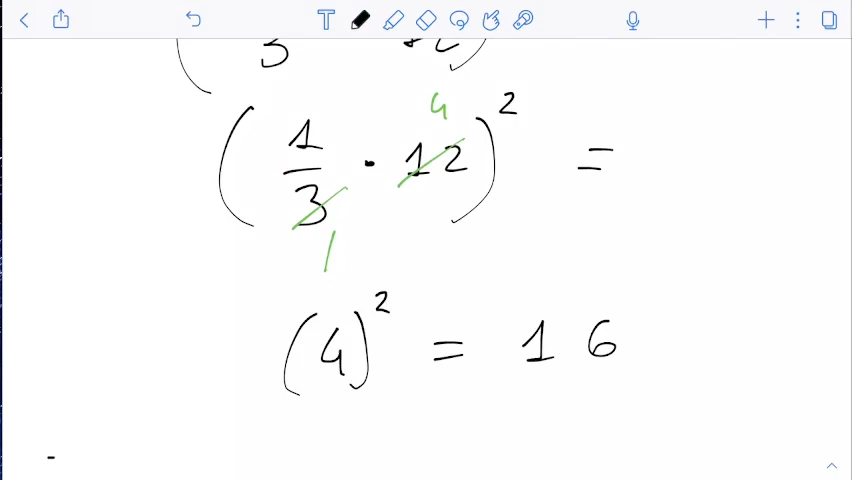 (1/3 · 12)² =
4
1
(4)² = 16